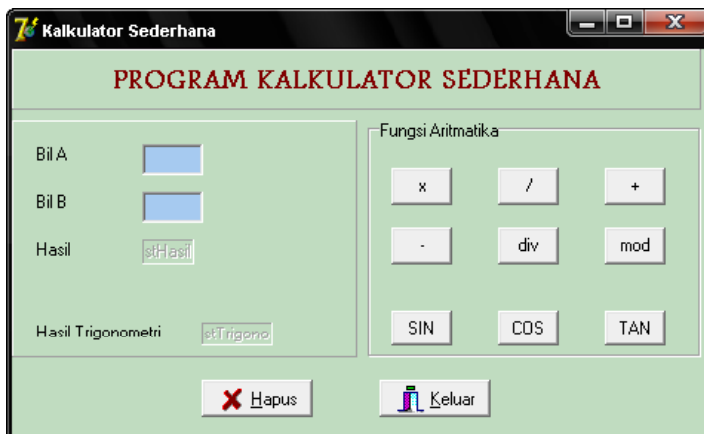 Kalkulator Sederhana
PROGRAM KALKULATOR SEDERHANA
Bil A
Bil B
Hasil
stHasil
Hasil Trigonometri
stTrigono
Fungsi Aritmatika
x / +
- div mod
SIN COS TAN
Hapus
Keluar